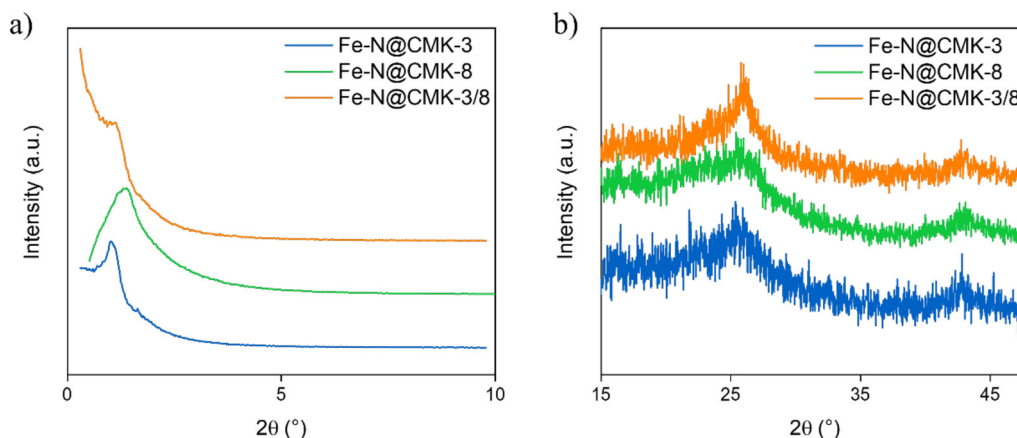 a)
Fe-N@CMK-3
Fe-N@CMK-8
Fe-N@CMK-3/8
Intensity (a.u.)
0
5
10
2θ (°)
b)
Fe-N@CMK-3
Fe-N@CMK-8
Fe-N@CMK-3/8
Intensity (a.u.)
15
25
35
45
2θ (°)